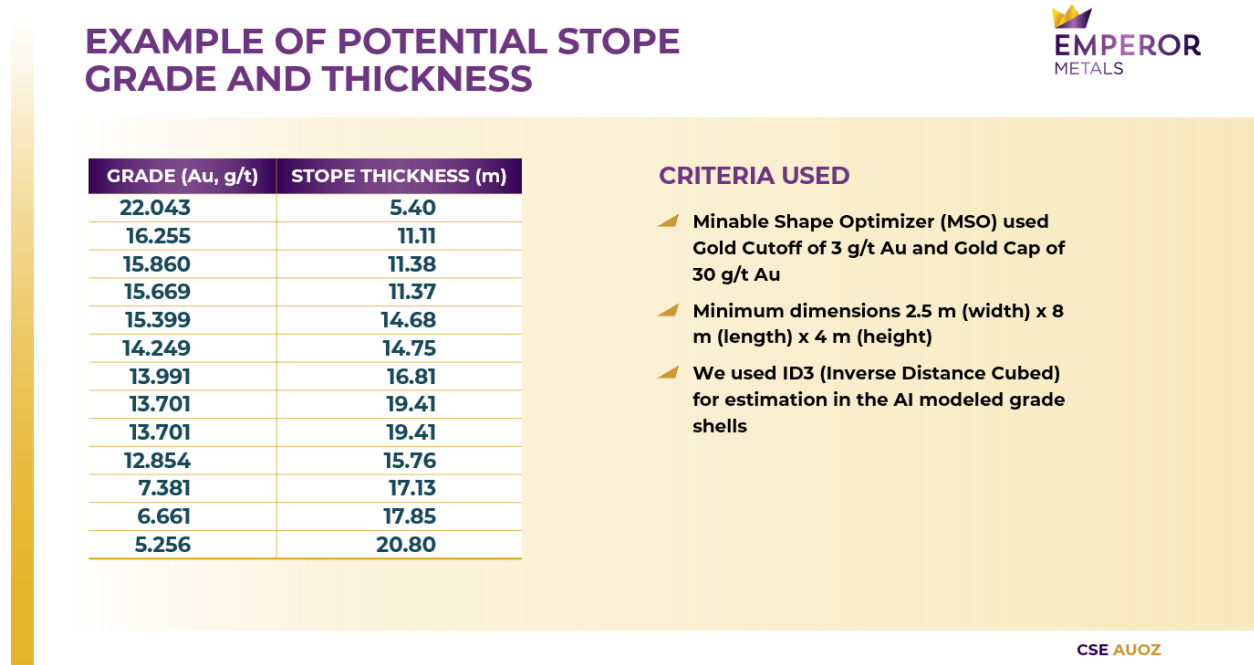 EXAMPLE OF POTENTIAL STOPE
GRADE AND THICKNESS
EMPEROR
METALS
GRADE (Au, g/t) STOPE THICKNESS (m)
22.043 5.40
16.255 11.11
15.860 11.38
15.669 11.37
15.399 14.68
14.249 14.75
13.991 16.81
13.701 19.41
13.701 19.41
12.854 15.76
7.381 17.13
6.661 17.85
5.256 20.80
CRITERIA USED
Minable Shape Optimizer (MSO) used
Gold Cutoff of 3 g/t Au and Gold Cap of
30 g/t Au
Minimum dimensions 2.5 m (width) x 8
m (length) x 4 m (height)
We used ID3 (Inverse Distance Cubed)
for estimation in the AI modeled grade
shells
CSE AUOZ